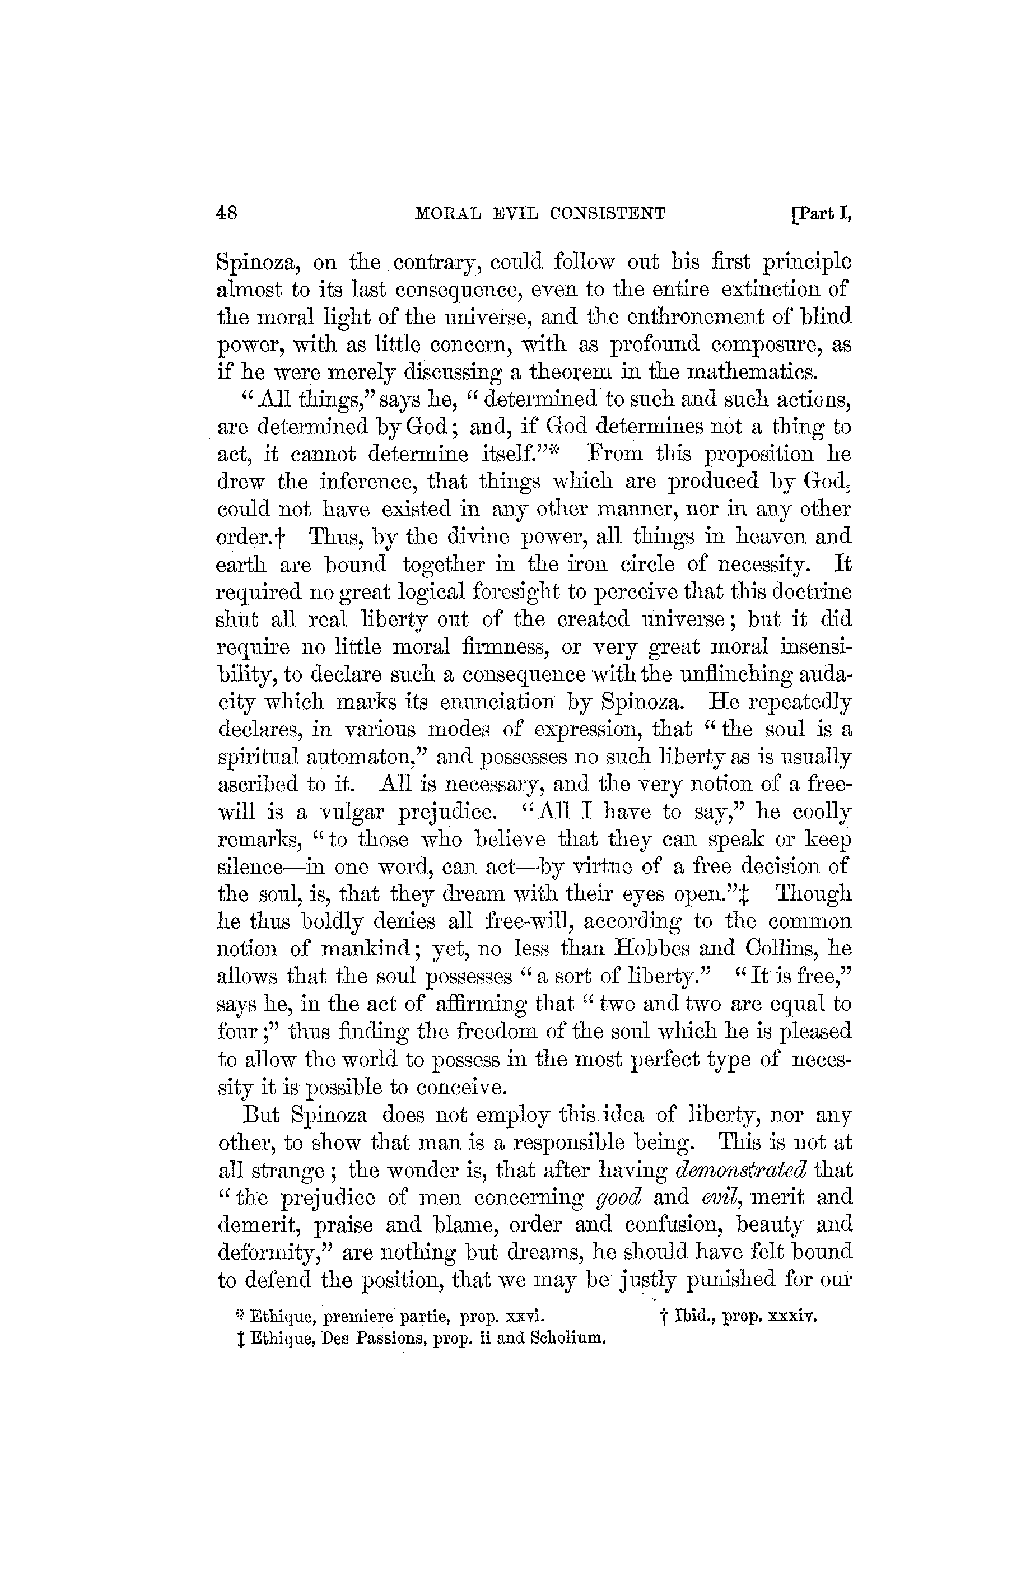 48 MORAL EVIL CONSISTENT [Part I,
Spinoza, on the contrary, could follow out his first principle
almost to its last consequence, even to the entire extinction of
the moral light of the universe, and the enthronement of blind
power, with as little concern, with as profound composure, as
if he were merely discussing a theorem in the mathematics.
“All things,” says he, “determined to such and such actions,
are determined by God; and, if God determines not a thing to
act, it cannot determine itself.”* From this proposition he
drew the inference, that things which are produced by God,
could not have existed in any other manner, nor in any other
order.† Thus, by the divine power, all things in heaven and
earth are bound together in the iron circle of necessity. It
required no great logical foresight to perceive that this doctrine
shut all real liberty out of the created universe; but it did
require no little moral firmness, or very great moral insensi-
bility, to declare such a consequence with the unflinching auda-
city which marks its enunciation by Spinoza. He repeatedly
declares, in various modes of expression, that “the soul is a
spiritual automaton,” and possesses no such liberty as is usually
ascribed to it. All is necessary, and the very notion of a free-
will is a vulgar prejudice. “All I have to say,” he coolly
remarks, “to those who believe that they can speak or keep
silence—in one word, can act—by virtue of a free decision of
the soul, is, that they dream with their eyes open.”‡ Though
he thus boldly denies all free-will, according to the common
notion of mankind; yet, no less than Hobbes and Collins, he
allows that the soul possesses “a sort of liberty.” “It is free,”
says he, in the act of affirming that “two and two are equal to
four;” thus finding the freedom of the soul which he is pleased
to allow the world to possess in the most perfect type of neces-
sity it is possible to conceive.
But Spinoza does not employ this idea of liberty, nor any
other, to show that man is a responsible being. This is not at
all strange; the wonder is, that after having demonstrated that
“the prejudice of men concerning good and evil, merit and
demerit, praise and blame, order and confusion, beauty and
deformity,” are nothing but dreams, he should have felt bound
to defend the position, that we may be justly punished for our
* Ethique, premiere partie, prop. xxvi. † Ibid., prop. xxxiv.
‡ Ethique, Des Passions, prop. ii and Scholium.